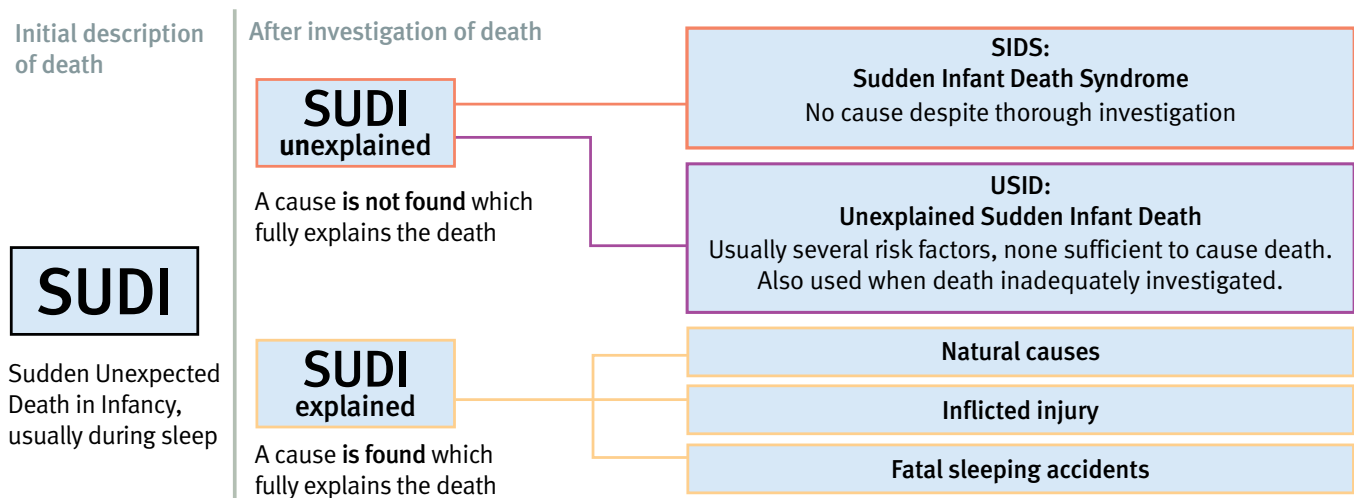 Initial description
of death
SUDI
Sudden Unexpected
Death in Infancy,
usually during sleep
After investigation of death
SUDI
unexplained
A cause is not found which
fully explains the death
SIDS:
Sudden Infant Death Syndrome
No cause despite thorough investigation
USID:
Unexplained Sudden Infant Death
Usually several risk factors, none sufficient to cause death.
Also used when death inadequately investigated.
SUDI
explained
A cause is found which
fully explains the death
Natural causes
Inflicted injury
Fatal sleeping accidents